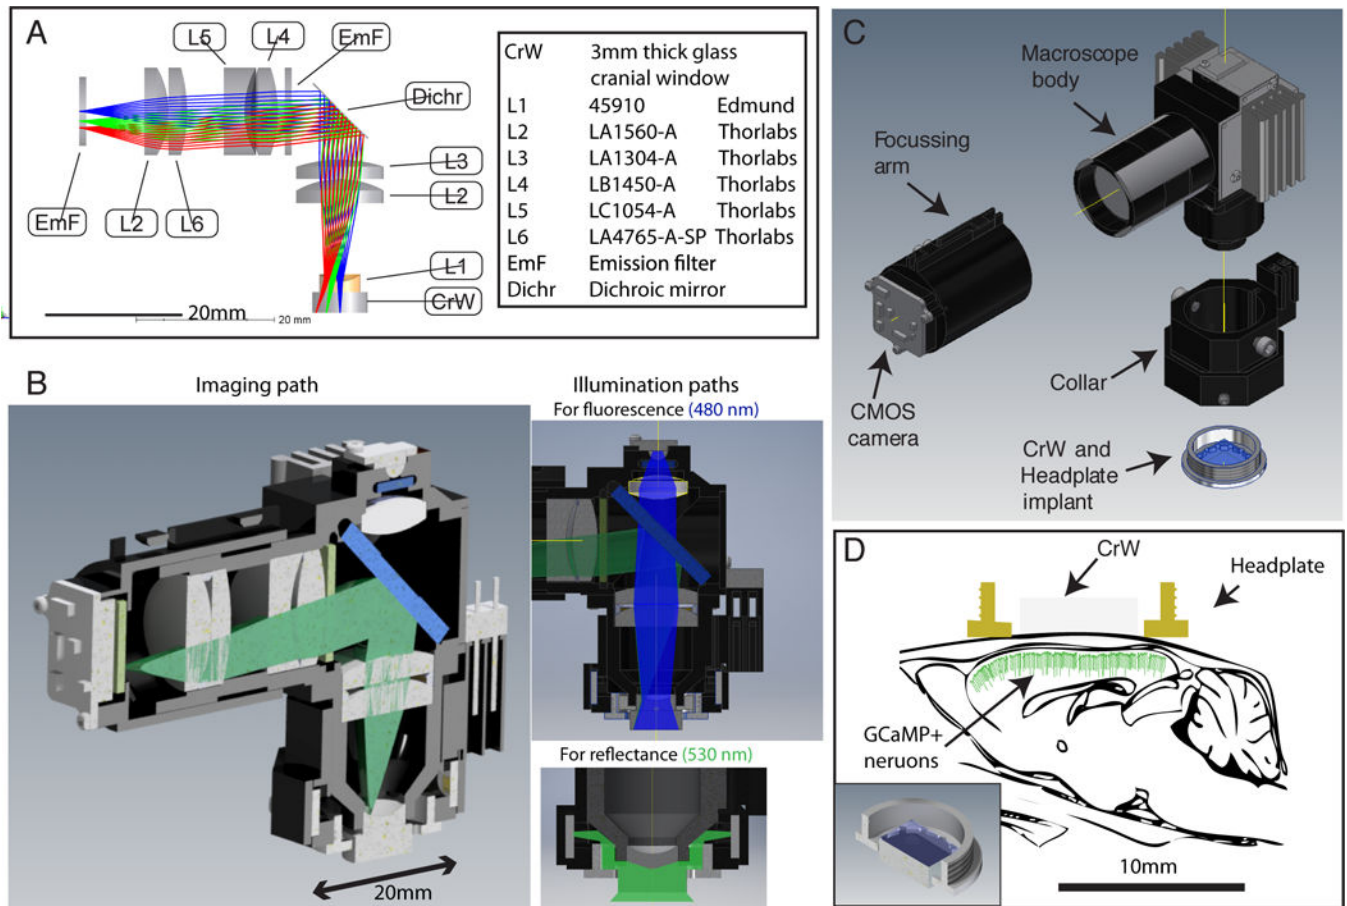 A
L5
L4
EmF
Dichr
L3
L2
L1
CrW
EmF
L2
L6
20mm
20 mm
CrW 3mm thick glass
cranial window
L1 45910 Edmund
L2 LA1560-A Thorlabs
L3 LA1304-A Thorlabs
L4 LB1450-A Thorlabs
L5 LC1054-A Thorlabs
L6 LA4765-A-SP Thorlabs
EmF Emission filter
Dichr Dichroic mirror
B
Imaging path
20mm
Illumination paths
For fluorescence (480 nm)
For reflectance (530 nm)
C
Macroscope
body
Focussing
arm
CMOS
camera
Collar
CrW and
Headplate
implant
D
CrW
Headplate
GCaMP+
neruons
10mm